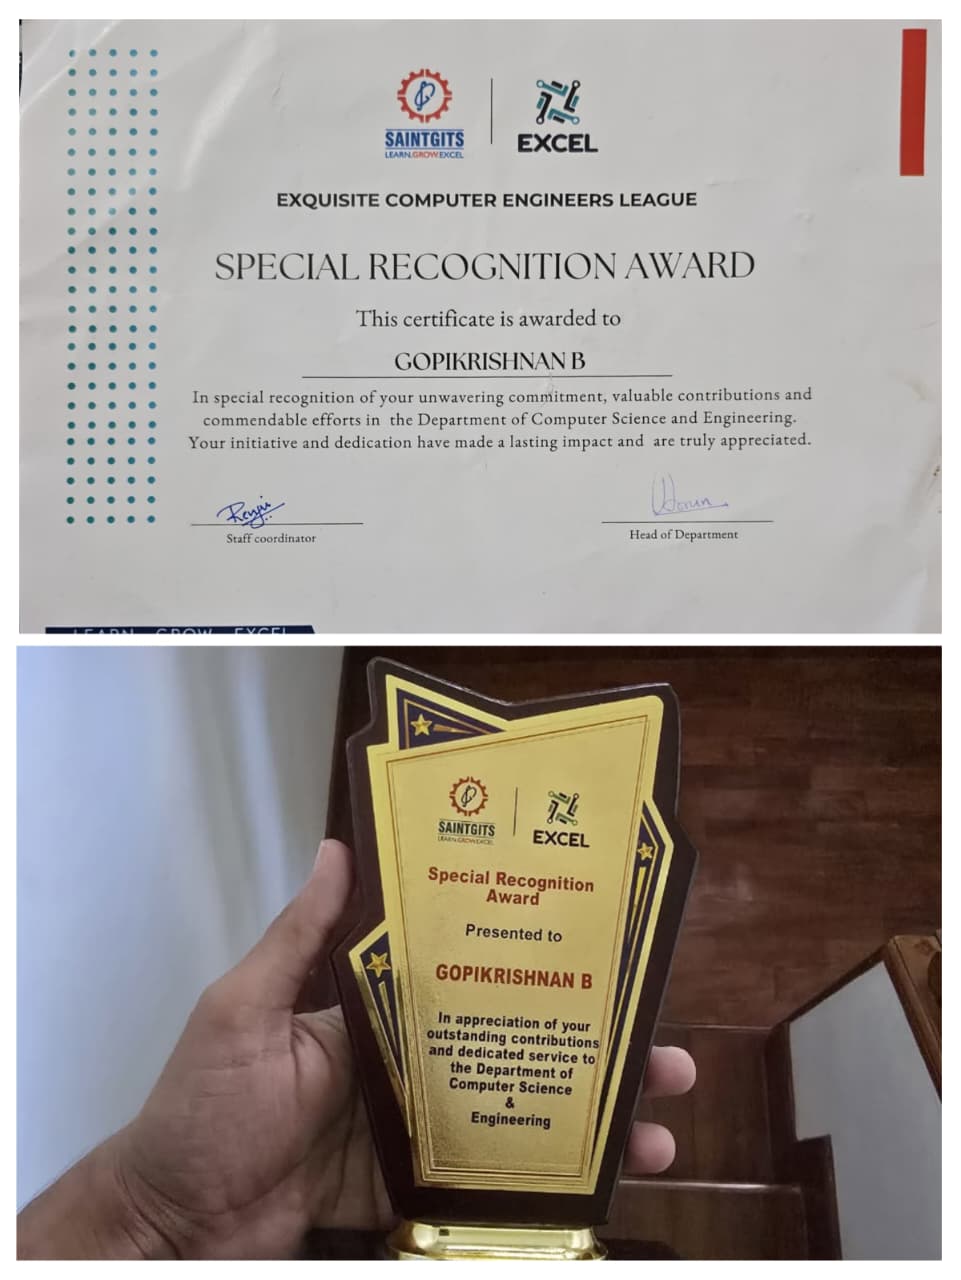 SAINTGITS
LEARN.GROW.EXCEL
EXCEL
EXQUISITE COMPUTER ENGINEERS LEAGUE
SPECIAL RECOGNITION AWARD
This certificate is awarded to
GOPIKRISHNAN B
In special recognition of your unwavering commitment, valuable contributions and
commendable efforts in the Department of Computer Science and Engineering.
Your initiative and dedication have made a lasting impact and are truly appreciated.
Staff coordinator
Head of Department
LEARN GROW EXCEL
SAINTGITS
LEARN.GROW.EXCEL
EXCEL
Special Recognition
Award
Presented to
GOPIKRISHNAN B
In appreciation of your
outstanding contributions
and dedicated service to
the Department of
Computer Science
&
Engineering